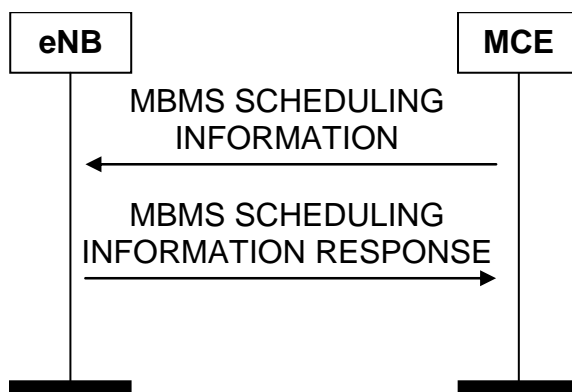 eNB
MCE
MBMS SCHEDULING
INFORMATION
MBMS SCHEDULING
INFORMATION RESPONSE